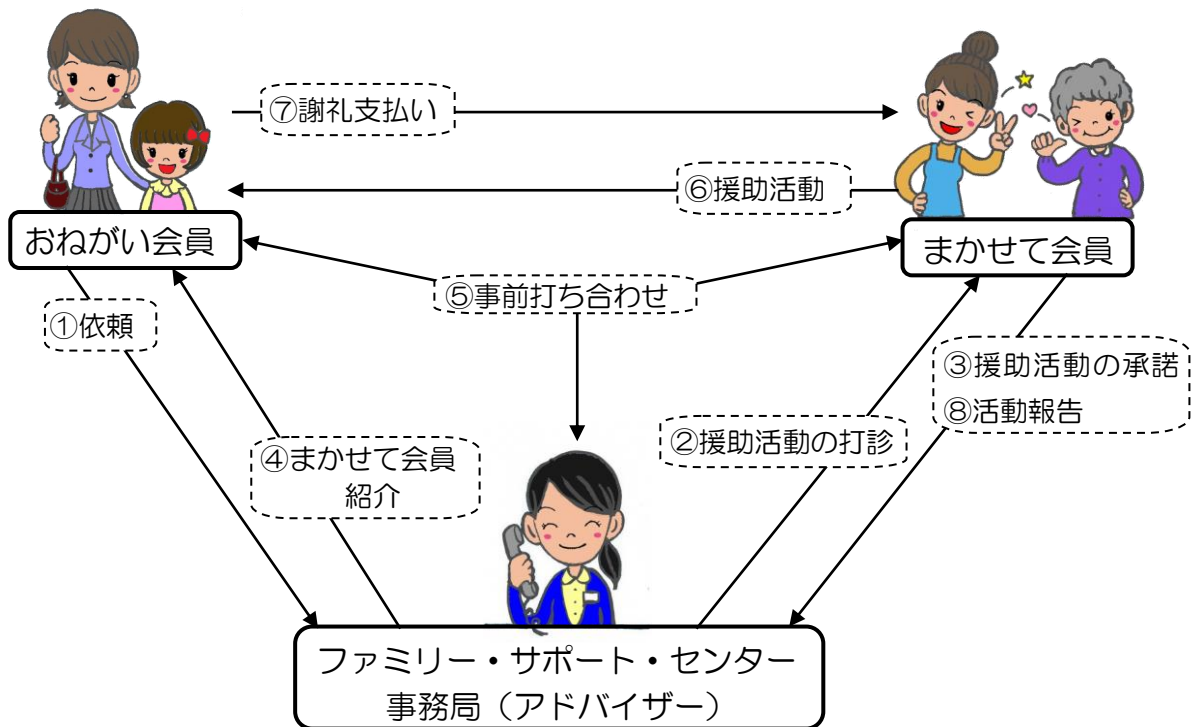 ⑦謝礼支払い
⑥援助活動
おねがい会員
まかせて会員
⑤事前打ち合わせ
①依頼
③援助活動の承諾
⑧活動報告
②援助活動の打診
④まかせて会員
紹介
ファミリー・サポート・センター
事務局（アドバイザー）